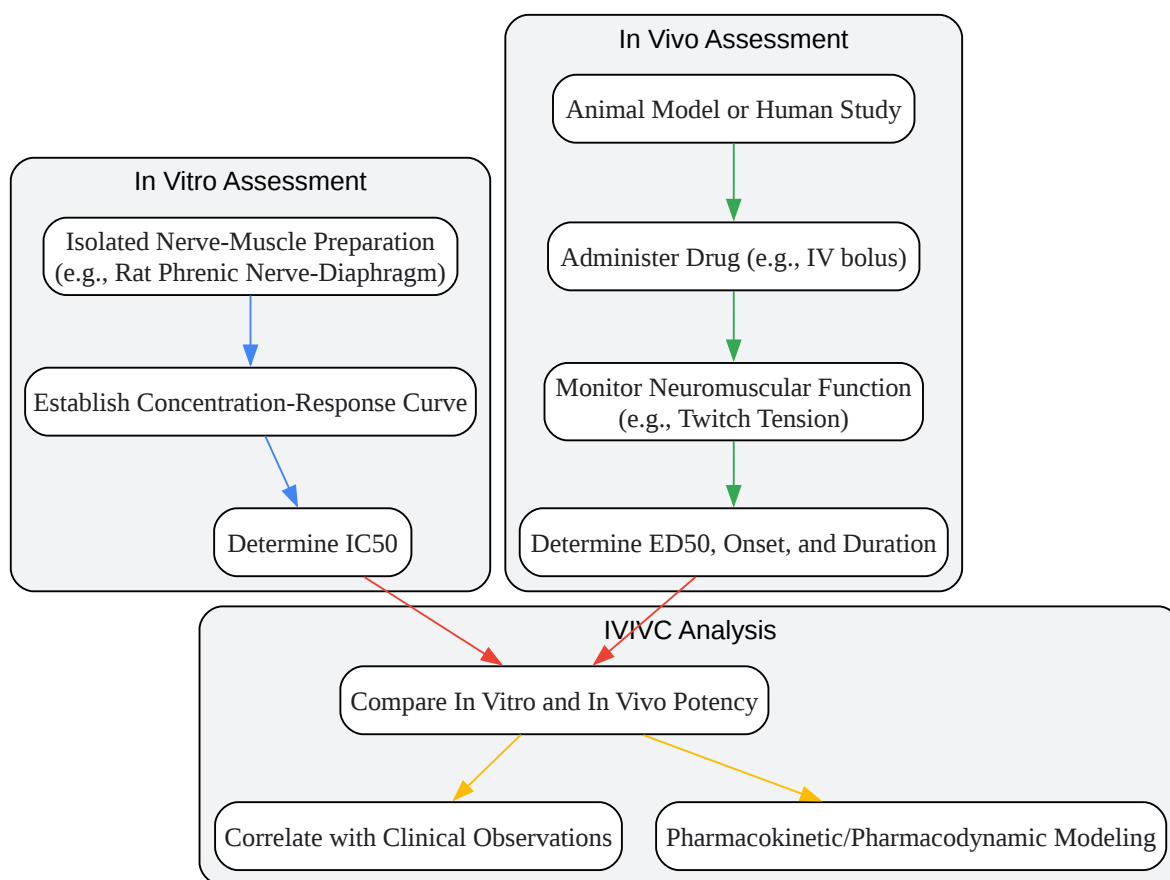 In Vivo Assessment
Animal Model or Human Study
In Vitro Assessment
Isolated Nerve-Muscle Preparation
(e.g., Rat Phrenic Nerve-Diaphragm)
Administer Drug (e.g., IV bolus)
Establish Concentration-Response Curve
Monitor Neuromuscular Function
(e.g., Twitch Tension)
Determine IC50
Determine ED50, Onset, and Duration
IVIVC Analysis
Compare In Vitro and In Vivo Potency
Correlate with Clinical Observations
Pharmacokinetic/Pharmacodynamic Modeling